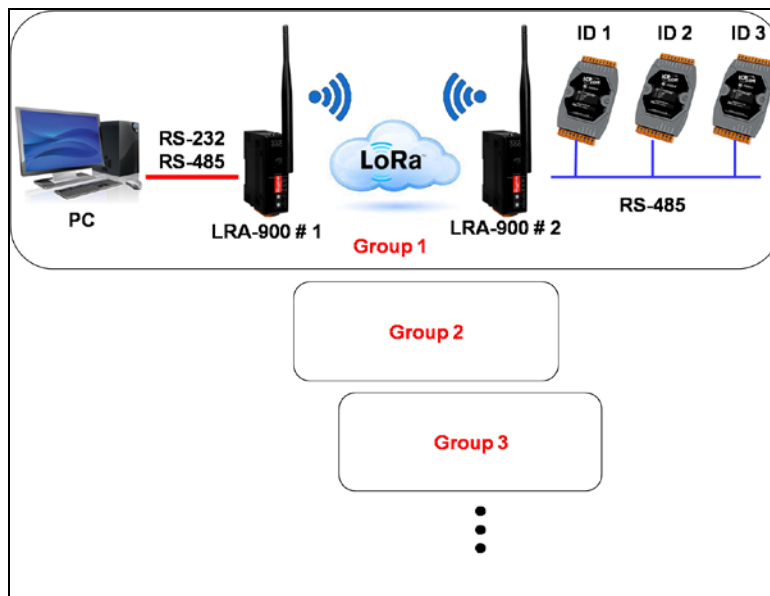 ID 1 ID 2 ID 3
RS-232
RS-485
LoRa™
PC
LRA-900 # 1
LRA-900 # 2
RS-485
Group 1
Group 2
Group 3